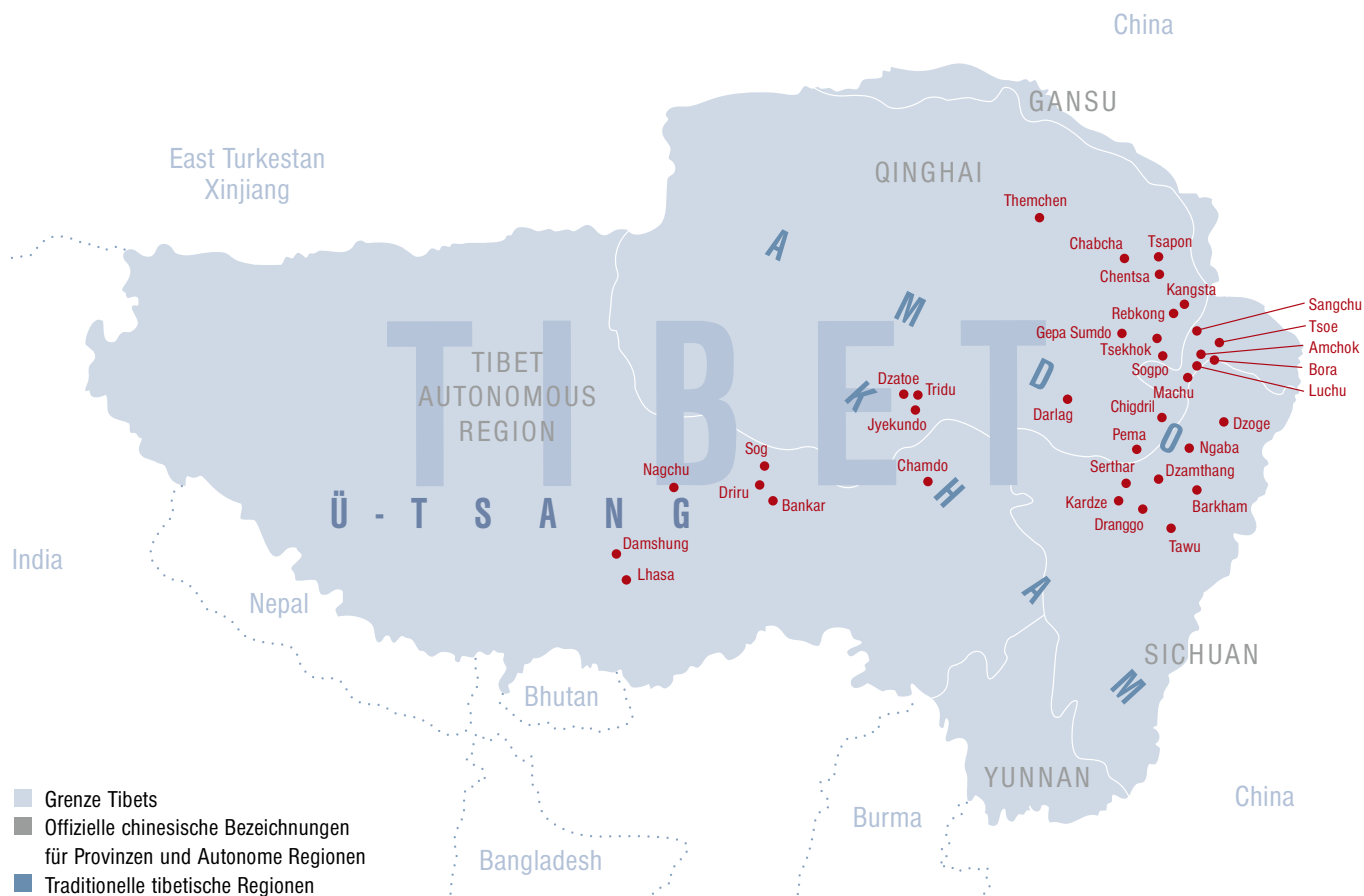 China
GANSU
East Turkestan
Xinjiang
QINGHAI
Themchen
Chabcha
Tsapon
Chentsa
Kangsta
Rebkong
Sangchu
Gepa Sumdo
Tsoe
Tsekhok
Amchok
Sogpo
Bora
Machu
Luchu
TIBET
TIBET
AUTONOMOUS
REGION
AMDO
Dzatoe
Tridu
Jyekundo
Darlag
Chigdril
Dzoge
Pema
Ngaba
Sog
Chamdo
Serthar
Dzamthang
Nagchu
Driru
Bankar
Kardze
Barkham
Dranggo
Tawu
KHAM
Ü-TSANG
Damshung
Lhasa
India
Nepal
Bhutan
SICHUAN
YUNNAN
China
Burma
Bangladesh
Grenze Tibets
Offizielle chinesische Bezeichnungen
für Provinzen und Autonome Regionen
Traditionelle tibetische Regionen